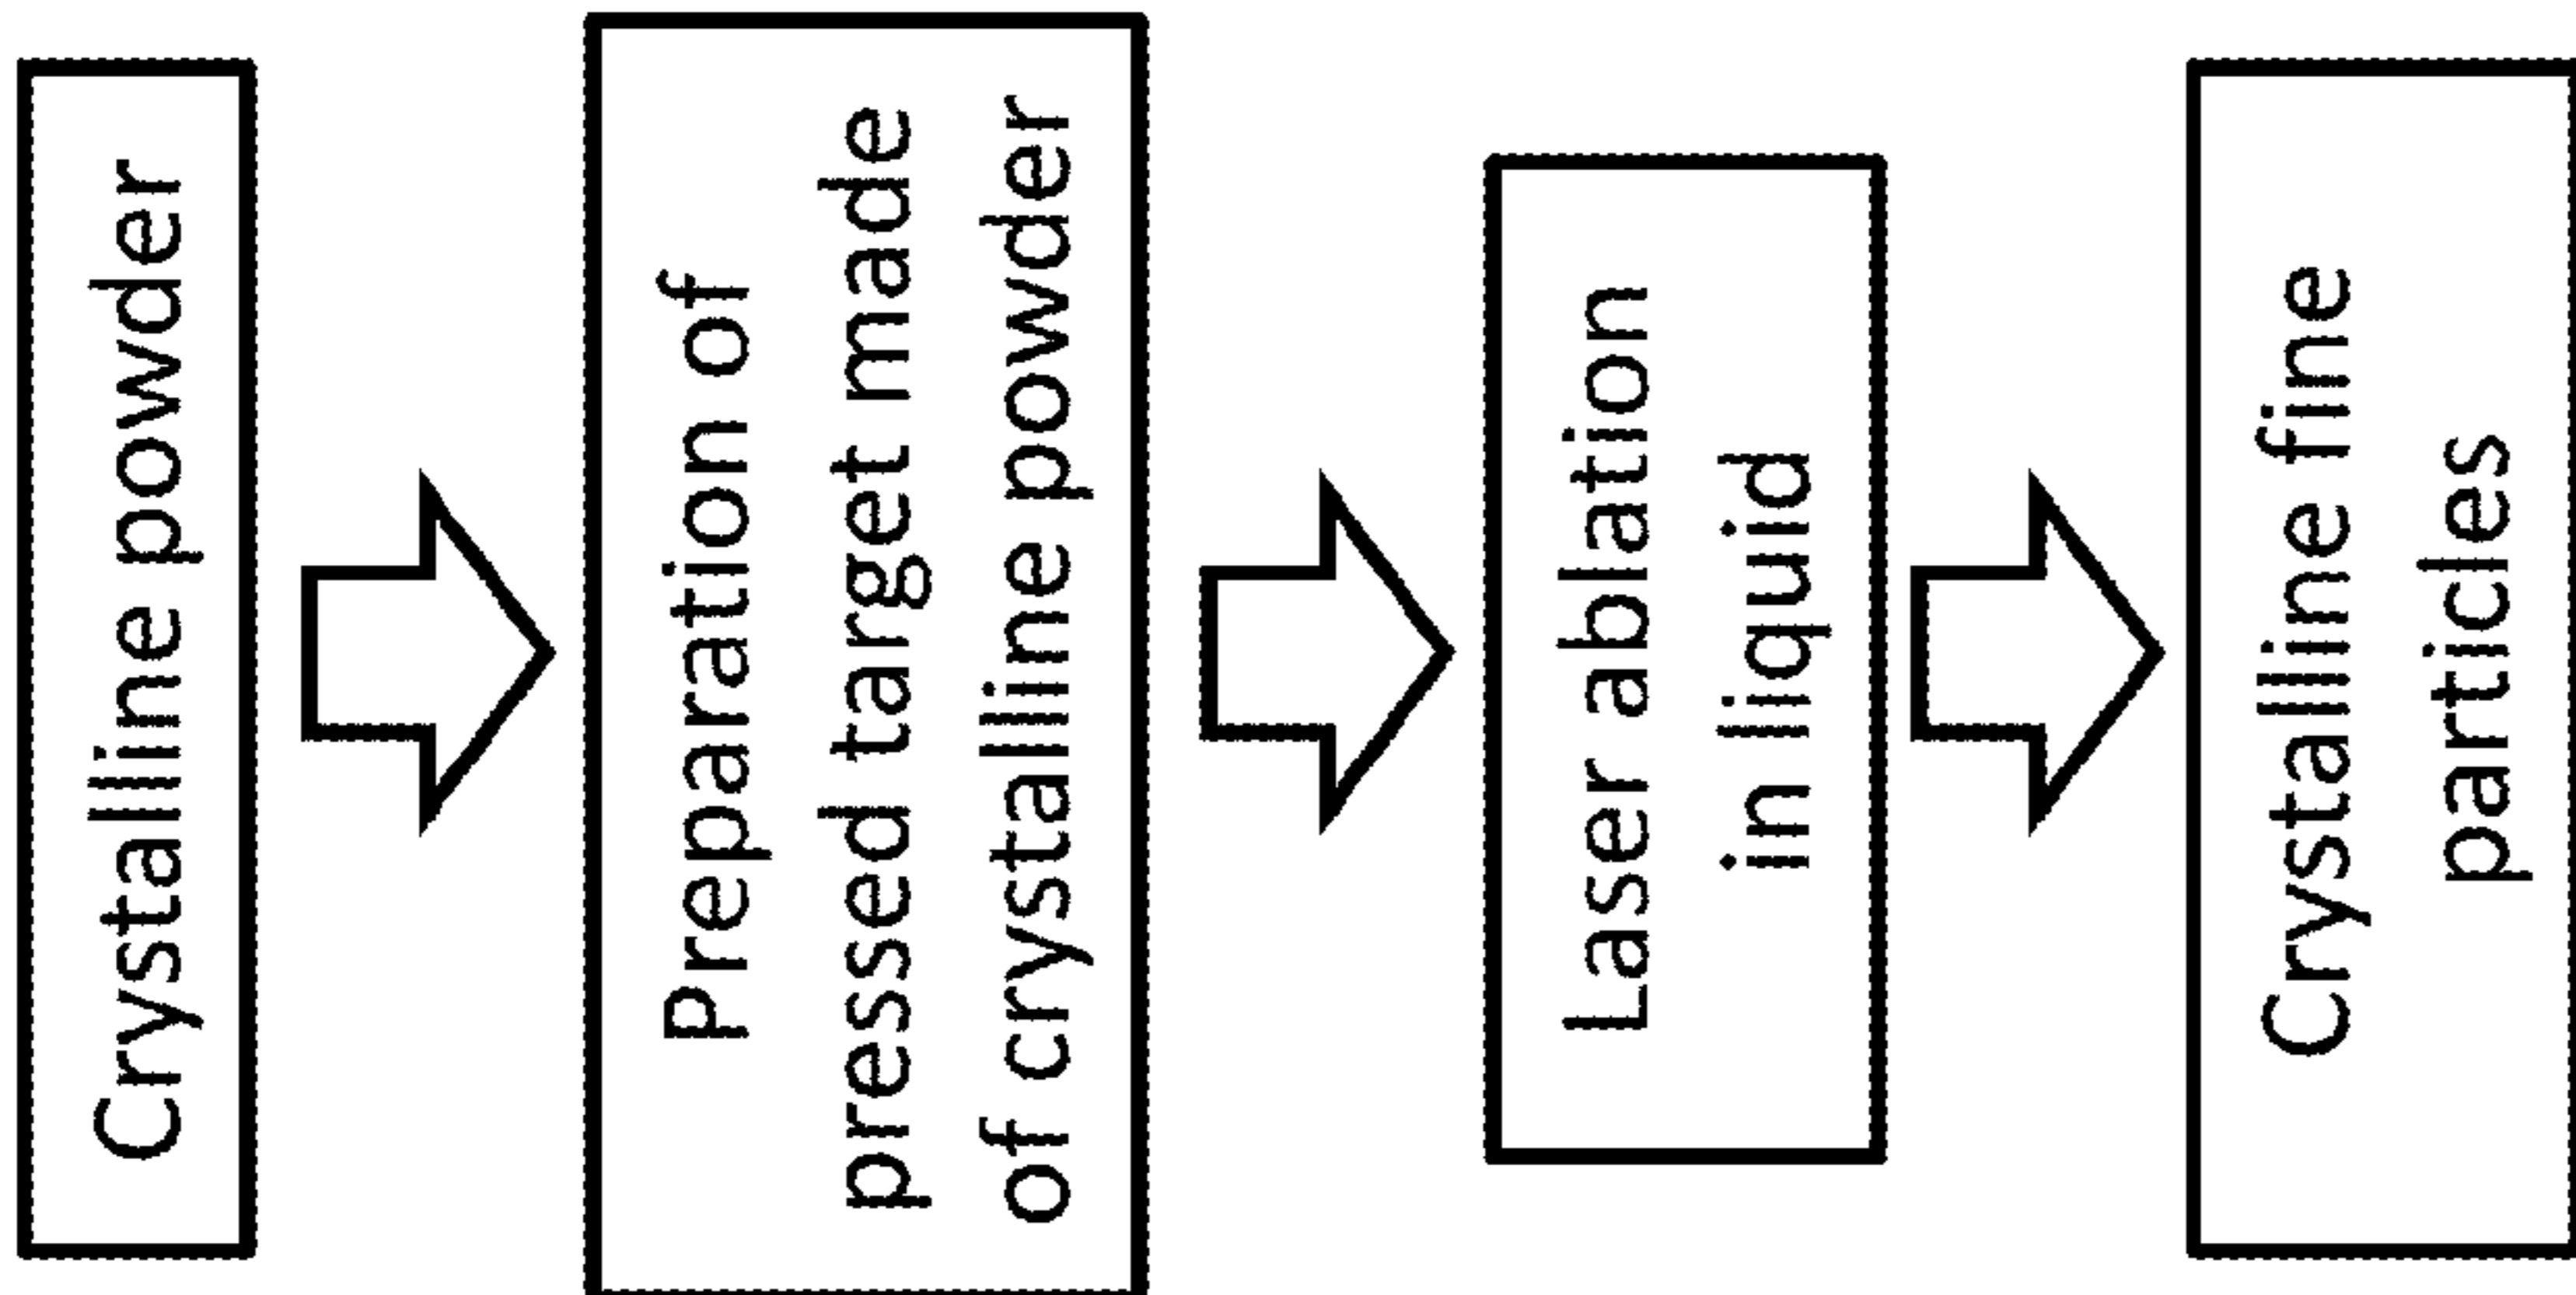 Crystalline powder
Preparation of
pressed target made
of crystalline powder
Laser ablation
in liquid
Crystalline fine
particles